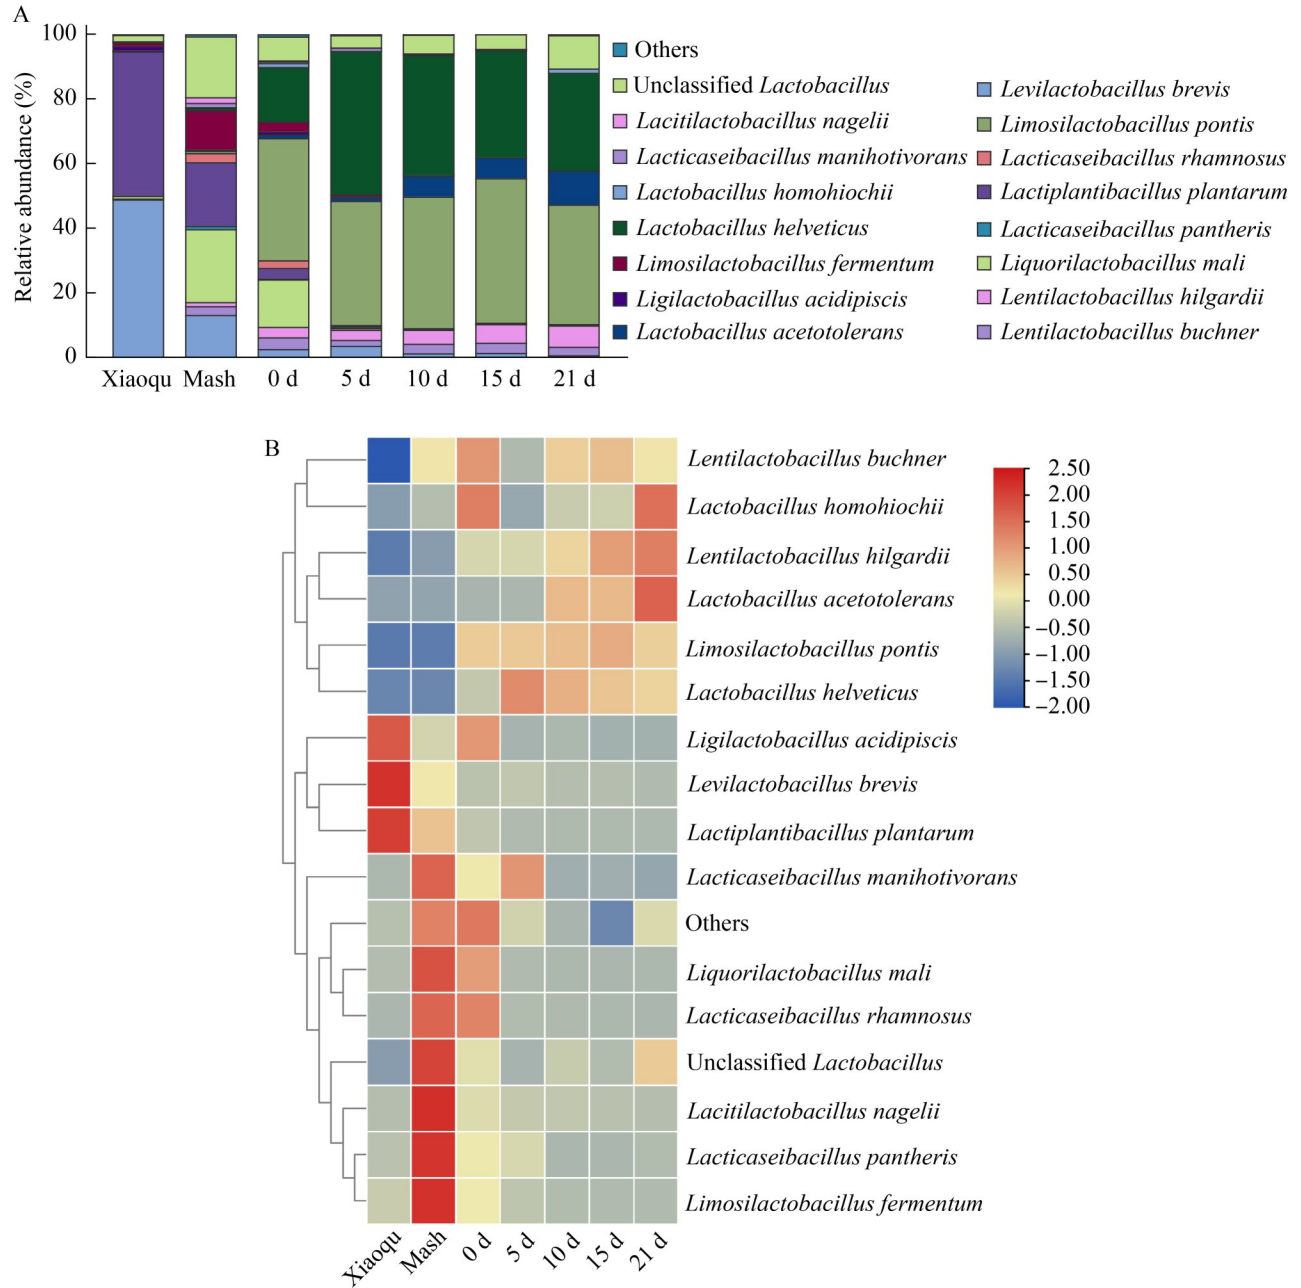 A
Relative abundance (%)
100
80
60
40
20
0
Xiaoqu Mash 0 d 5 d 10 d 15 d 21 d
Others
Unclassified Lactobacillus
Lacitilactobacillus nagelii
Lacticaseibacillus manihotivorans
Lactobacillus homohiochii
Lactobacillus helveticus
Limosilactobacillus fermentum
Ligilactobacillus acidipiscis
Lactobacillus acetotolerans
Levilactobacillus brevis
Limosilactobacillus pontis
Lacticaseibacillus rhamnosus
Lactiplantibacillus plantarum
Lacticaseibacillus pantheris
Liquorilactobacillus mali
Lentilactobacillus hilgardii
Lentilactobacillus buchner
B
Lentilactobacillus buchner
Lactobacillus homohiochii
Lentilactobacillus hilgardii
Lactobacillus acetotolerans
Limosilactobacillus pontis
Lactobacillus helveticus
Ligilactobacillus acidipiscis
Levilactobacillus brevis
Lactiplantibacillus plantarum
Lacticaseibacillus manihotivorans
Others
Liquorilactobacillus mali
Lacticaseibacillus rhamnosus
Unclassified Lactobacillus
Lacitilactobacillus nagelii
Lacticaseibacillus pantheris
Limosilactobacillus fermentum
Xiaoqu Mash 0 d 5 d 10 d 15 d 21 d
2.50
2.00
1.50
1.00
0.50
0.00
−0.50
−1.00
−1.50
−2.00